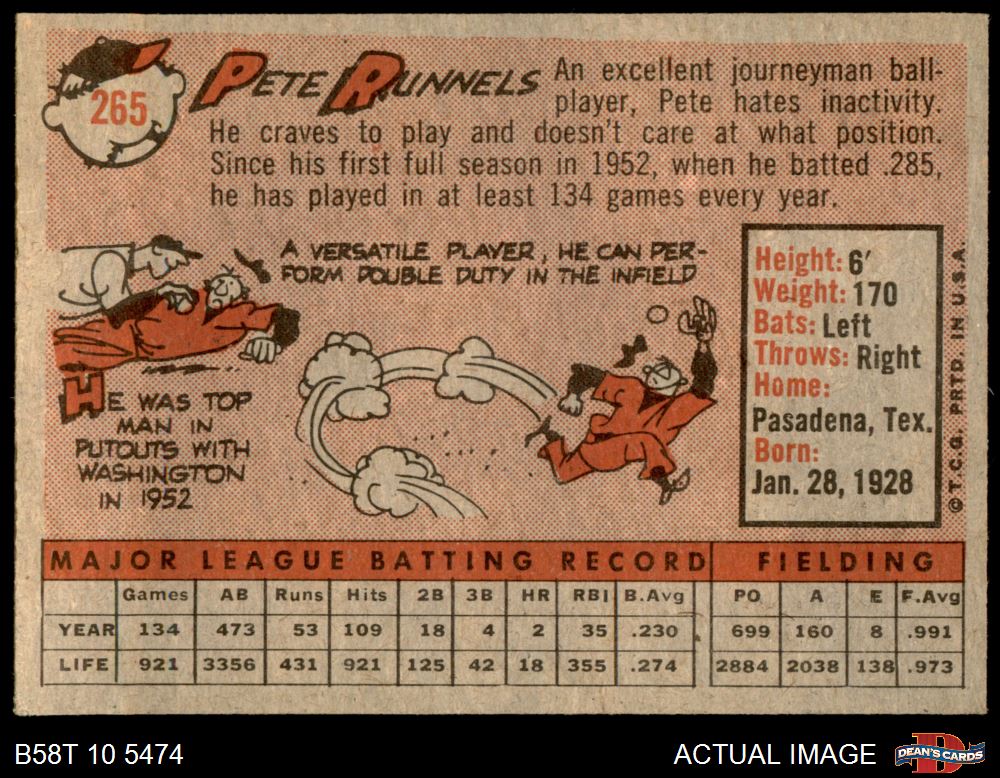 265
PETE RUNNELS
An excellent journeyman ball-
player, Pete hates inactivity.
He craves to play and doesn't care at what position.
Since his first full season in 1952, when he batted .285,
he has played in at least 134 games every year.
A VERSATILE PLAYER, HE CAN PER-
FORM DOUBLE DUTY IN THE INFIELD
HE WAS TOP
MAN IN
PUTOUTS WITH
WASHINGTON
IN 1952
Height: 6'
Weight: 170
Bats: Left
Throws: Right
Home:
Pasadena, Tex.
Born:
Jan. 28, 1928
© T.C.G. PRTD. IN U.S.A.
MAJOR LEAGUE BATTING RECORD FIELDING
Games AB Runs Hits 2B 3B HR RBI B.Avg PO A E F.Avg
YEAR 134 473 53 109 18 4 2 35 .230 699 160 8 .991
LIFE 921 3356 431 921 125 42 18 355 .274 2884 2038 138 .973
B58T 10 5474 ACTUAL IMAGE D DEAN'S CARDS